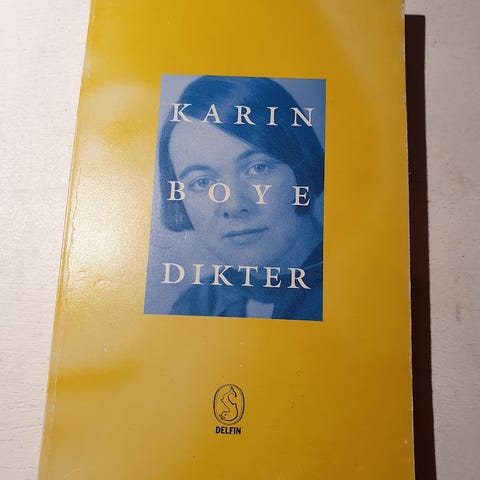 KARIN
BOYE
DIKTER
DELFIN